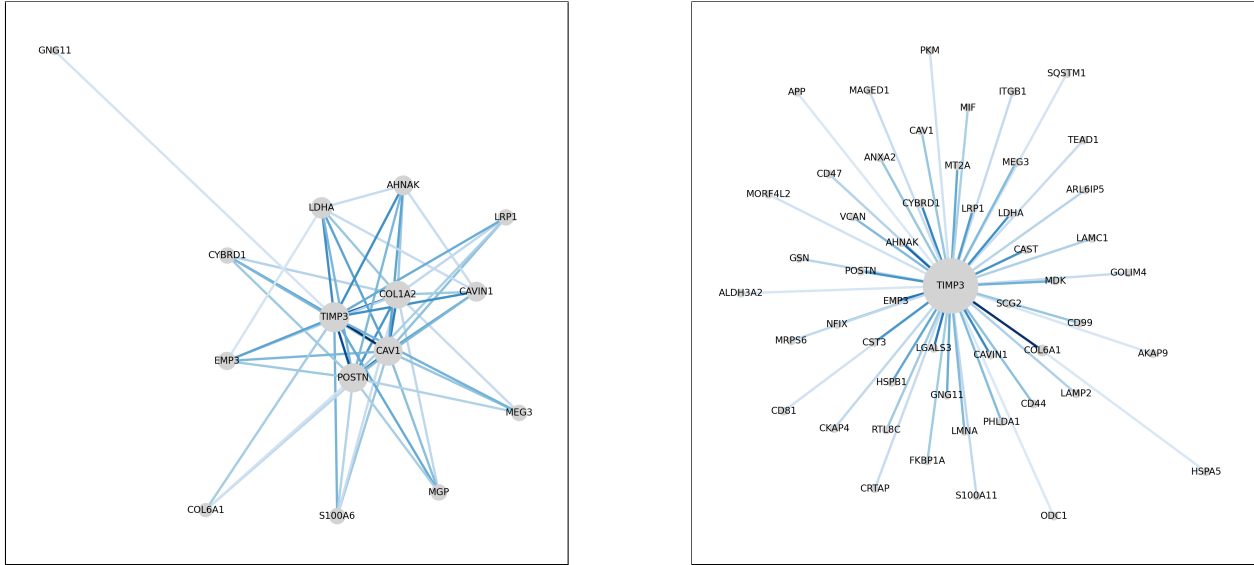 GNG11
AHNAK
LDHA
LRP1
CYBRD1
COL1A2
CAVIN1
TIMP3
CAV1
EMP3
POSTN
MEG3
MGP
COL6A1
S100A6
PKM
SQSTM1
APP
MAGED1
ITGB1
MIF
CAV1
TEAD1
ANXA2
MT2A
MEG3
CD47
MORF4L2
ARL6IP5
CYBRD1
LRP1
LDHA
VCAN
AHNAK
CAST
LAMC1
GSN
POSTN
GOLIM4
ALDH3A2
TIMP3
MDK
EMP3
SCG2
NFIX
CD99
MRPS6
CST3
LGALS3
CAVIN1
COL6A1
AKAP9
HSPB1
GNG11
LAMP2
CD81
CD44
CKAP4
RTL8C
LMNA
PHLDA1
FKBP1A
HSPA5
CRTAP
S100A11
ODC1